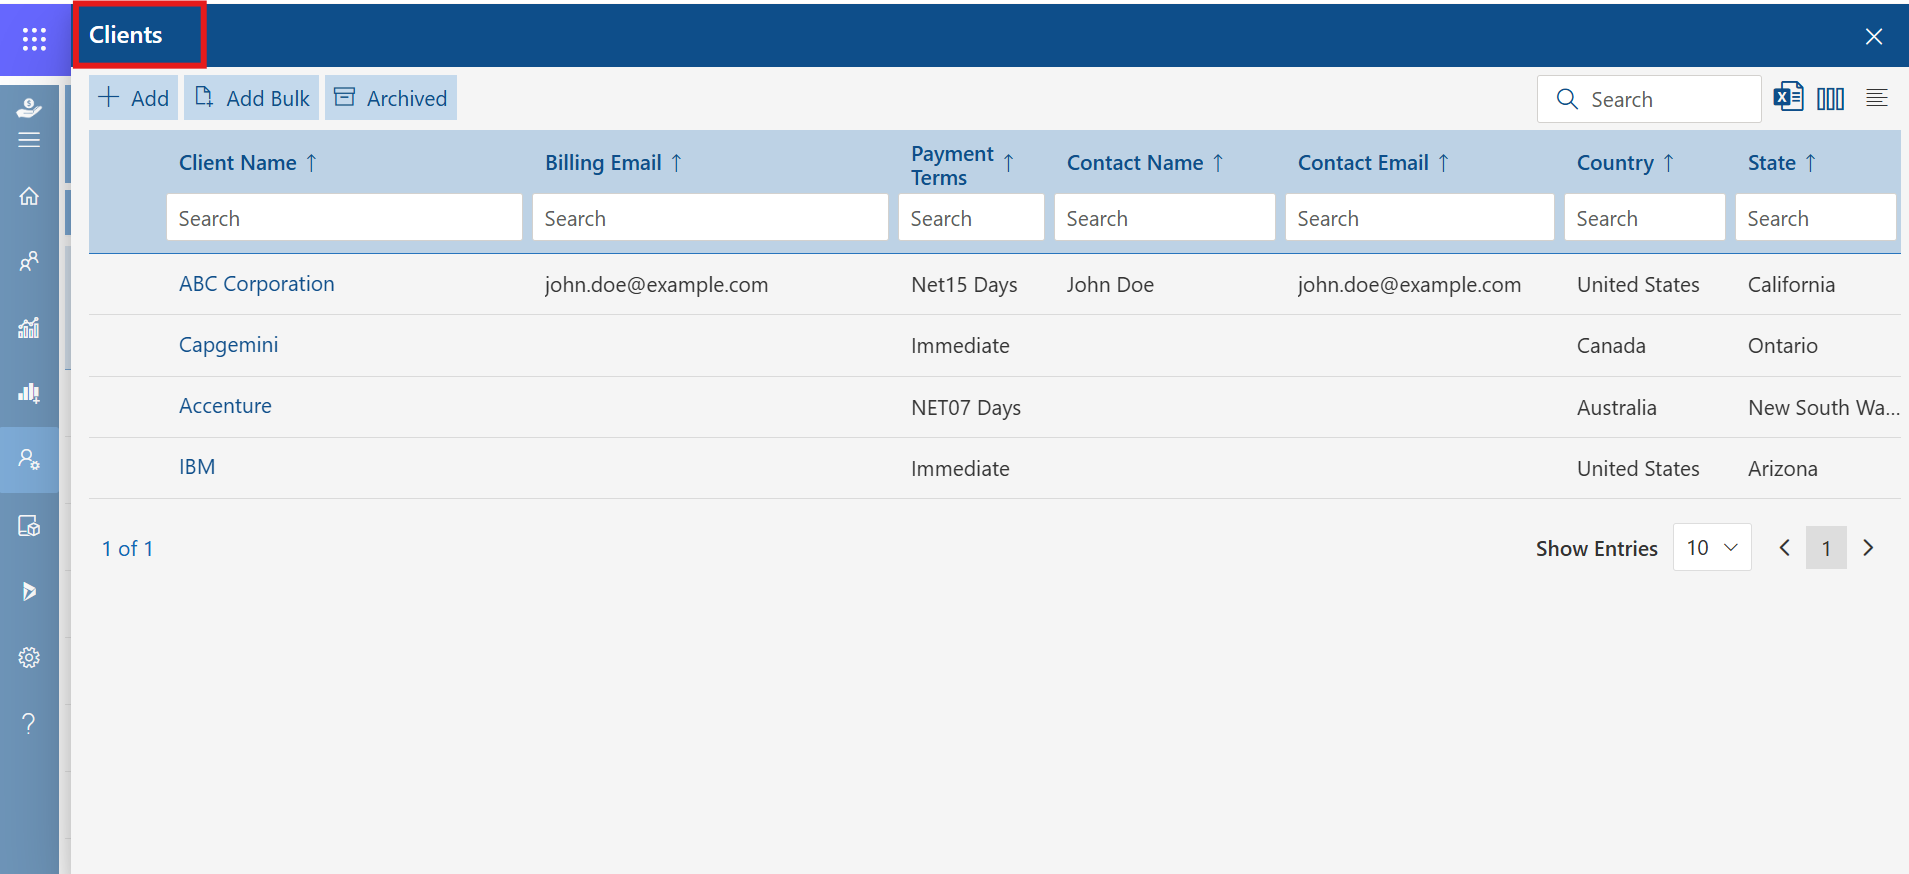 Clients
Add Add Bulk Archived Search
Client Name Billing Email Payment Terms Contact Name Contact Email Country State
Search Search Search Search Search Search Search
ABC Corporation john.doe@example.com Net15 Days John Doe john.doe@example.com United States California
Capgemini Immediate Canada Ontario
Accenture NET07 Days Australia New South Wa...
IBM Immediate United States Arizona
1 of 1 Show Entries 10 1